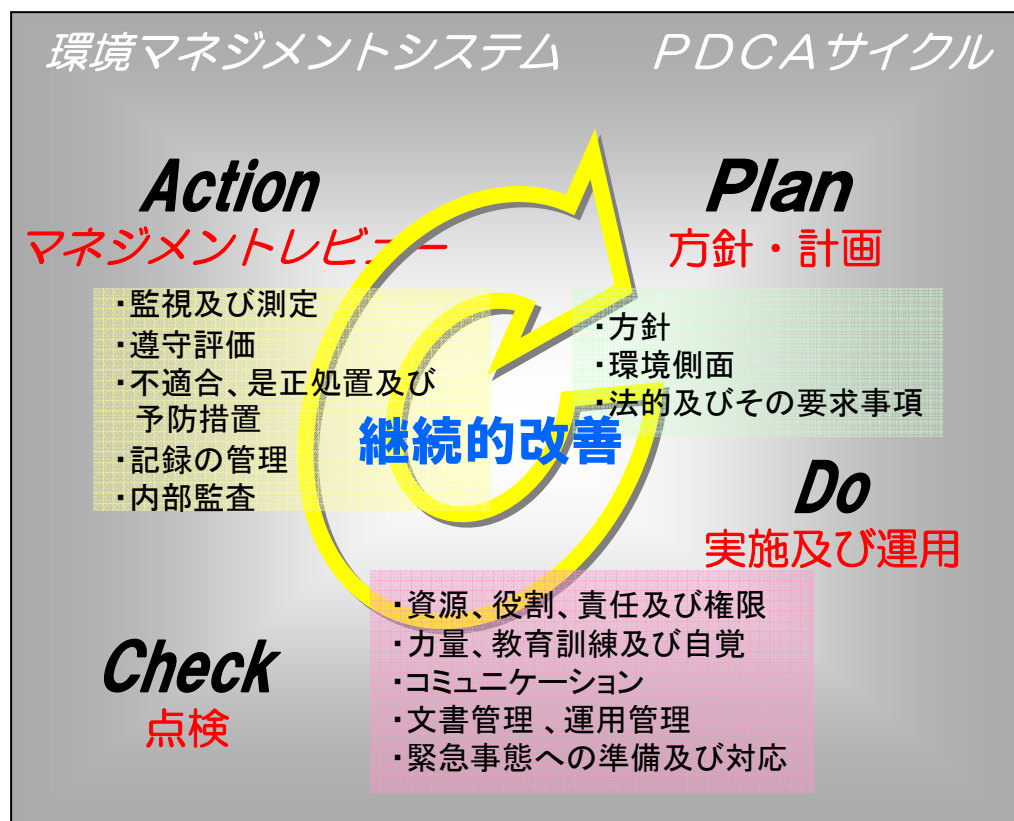 環境マネジメントシステム　ＰＤＣＡサイクル
Action
マネジメントレビュー
・監視及び測定
・遵守評価
・不適合、是正処置及び
予防措置
・記録の管理
・内部監査
Plan
方針・計画
・方針
・環境側面
・法的及びその要求事項
継続的改善
Do
実施及び運用
・資源、役割、責任及び権限
・力量、教育訓練及び自覚
・コミュニケーション
・文書管理 、運用管理
・緊急事態への準備及び対応
Check
点検